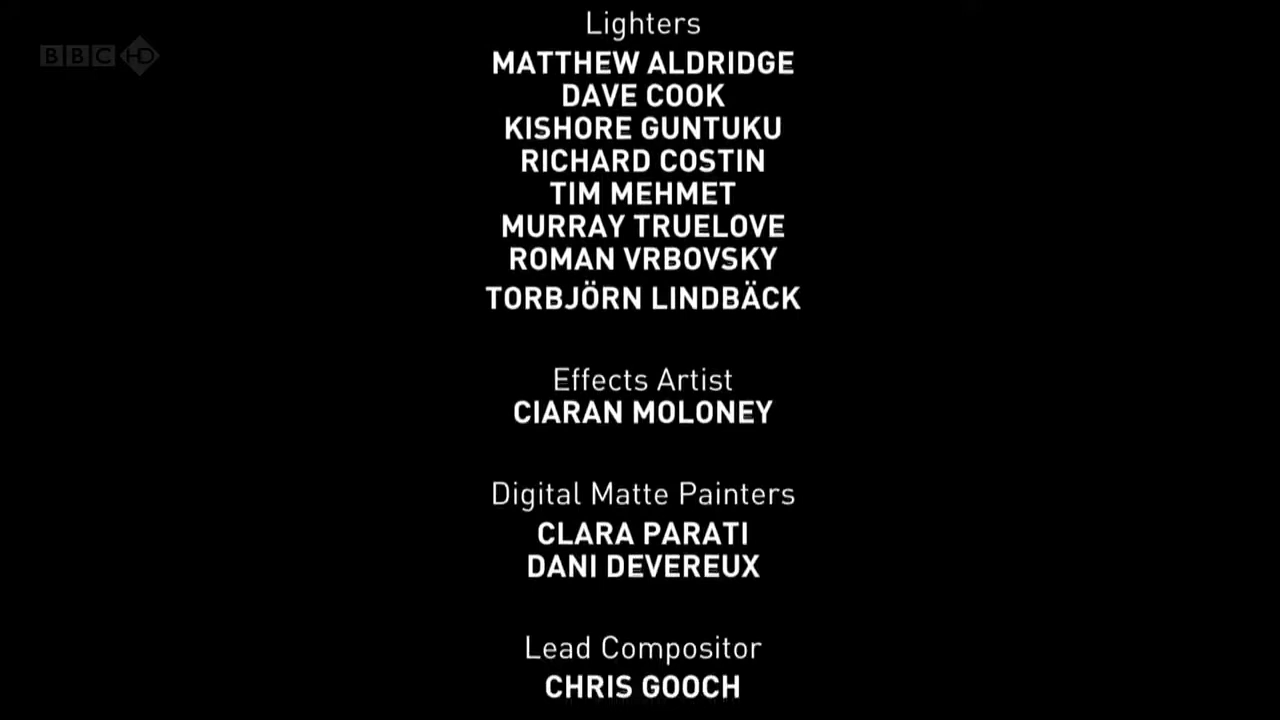 BBC HD
Lighters
MATTHEW ALDRIDGE
DAVE COOK
KISHORE GUNTUKU
RICHARD COSTIN
TIM MEHMET
MURRAY TRUELOVE
ROMAN VRBOVSKY
TORBJÖRN LINDBÄCK
Effects Artist
CIARAN MOLONEY
Digital Matte Painters
CLARA PARATI
DANI DEVEREUX
Lead Compositor
CHRIS GOOCH